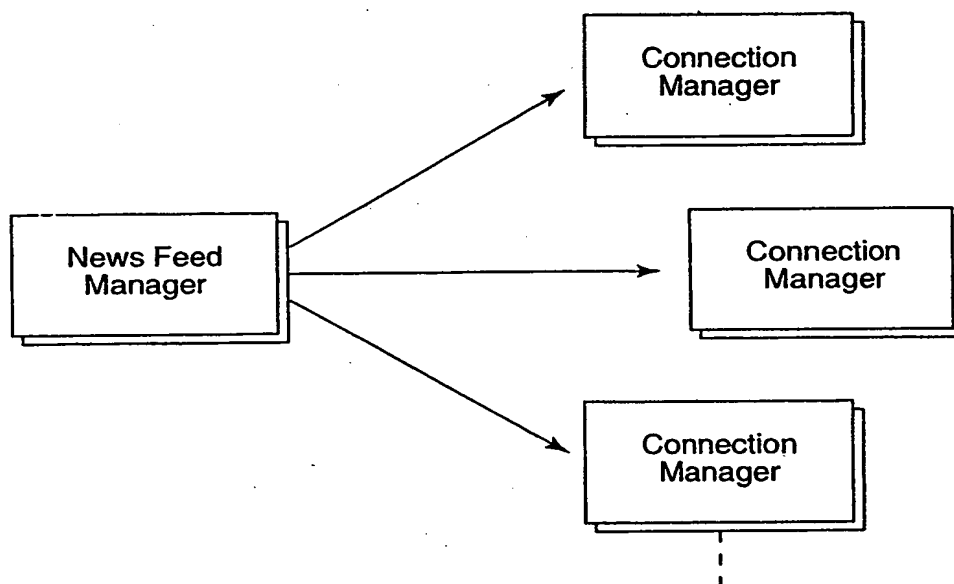 Connection
Manager
News Feed
Manager
Connection
Manager
Connection
Manager